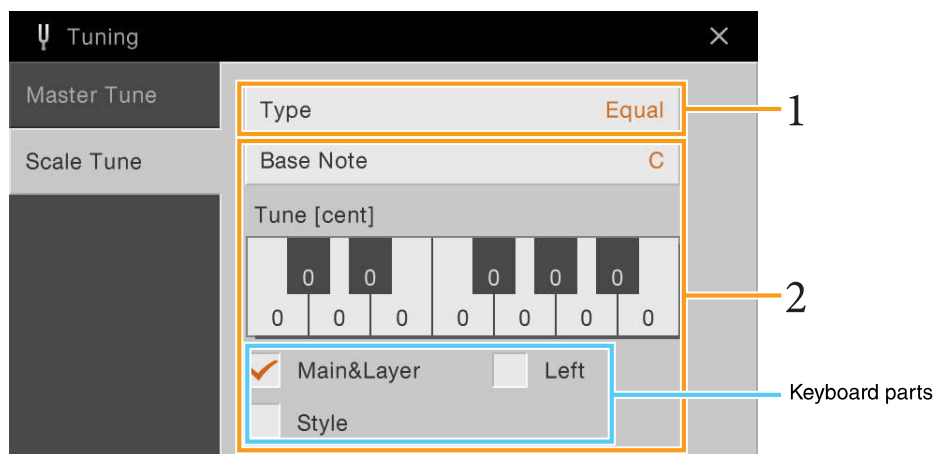 Tuning
Master Tune
Type Equal
1
Scale Tune
Base Note C
Tune [cent]
0 0 0 0 0
0 0 0 0 0 0 0
2
Main&Layer Left
Keyboard parts
Style